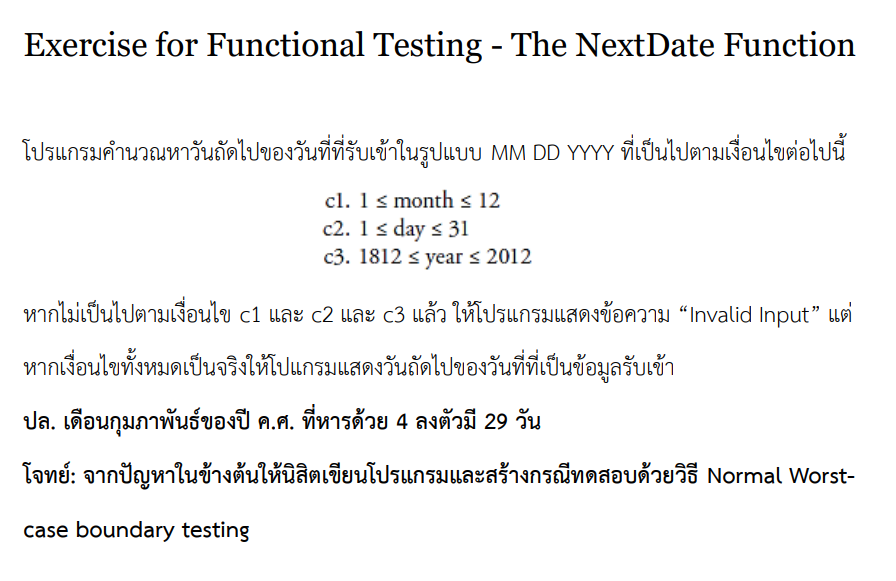 Exercise for Functional Testing - The NextDate Function
โปรแกรมคำนวณหาวันถัดไปของวันที่ที่รับเข้าในรูปแบบ MM DD YYYY ที่เป็นไปตามเงื่อนไขต่อไปนี้
c1. 1 ≤ month ≤ 12
c2. 1 ≤ day ≤ 31
c3. 1812 ≤ year ≤ 2012
หากไม่เป็นไปตามเงื่อนไข c1 และ c2 และ c3 แล้ว ให้โปรแกรมแสดงข้อความ “Invalid Input” แต่
หากเงื่อนไขทั้งหมดเป็นจริงให้โปแกรมแสดงวันถัดไปของวันที่ที่เป็นข้อมูลรับเข้า
ปล. เดือนกุมภาพันธ์ของปี ค.ศ. ที่หารด้วย 4 ลงตัวมี 29 วัน
โจทย์: จากปัญหาในข้างต้นให้นิสิตเขียนโปรแกรมและสร้างกรณีทดสอบด้วยวิธี Normal Worst-
case boundary testing